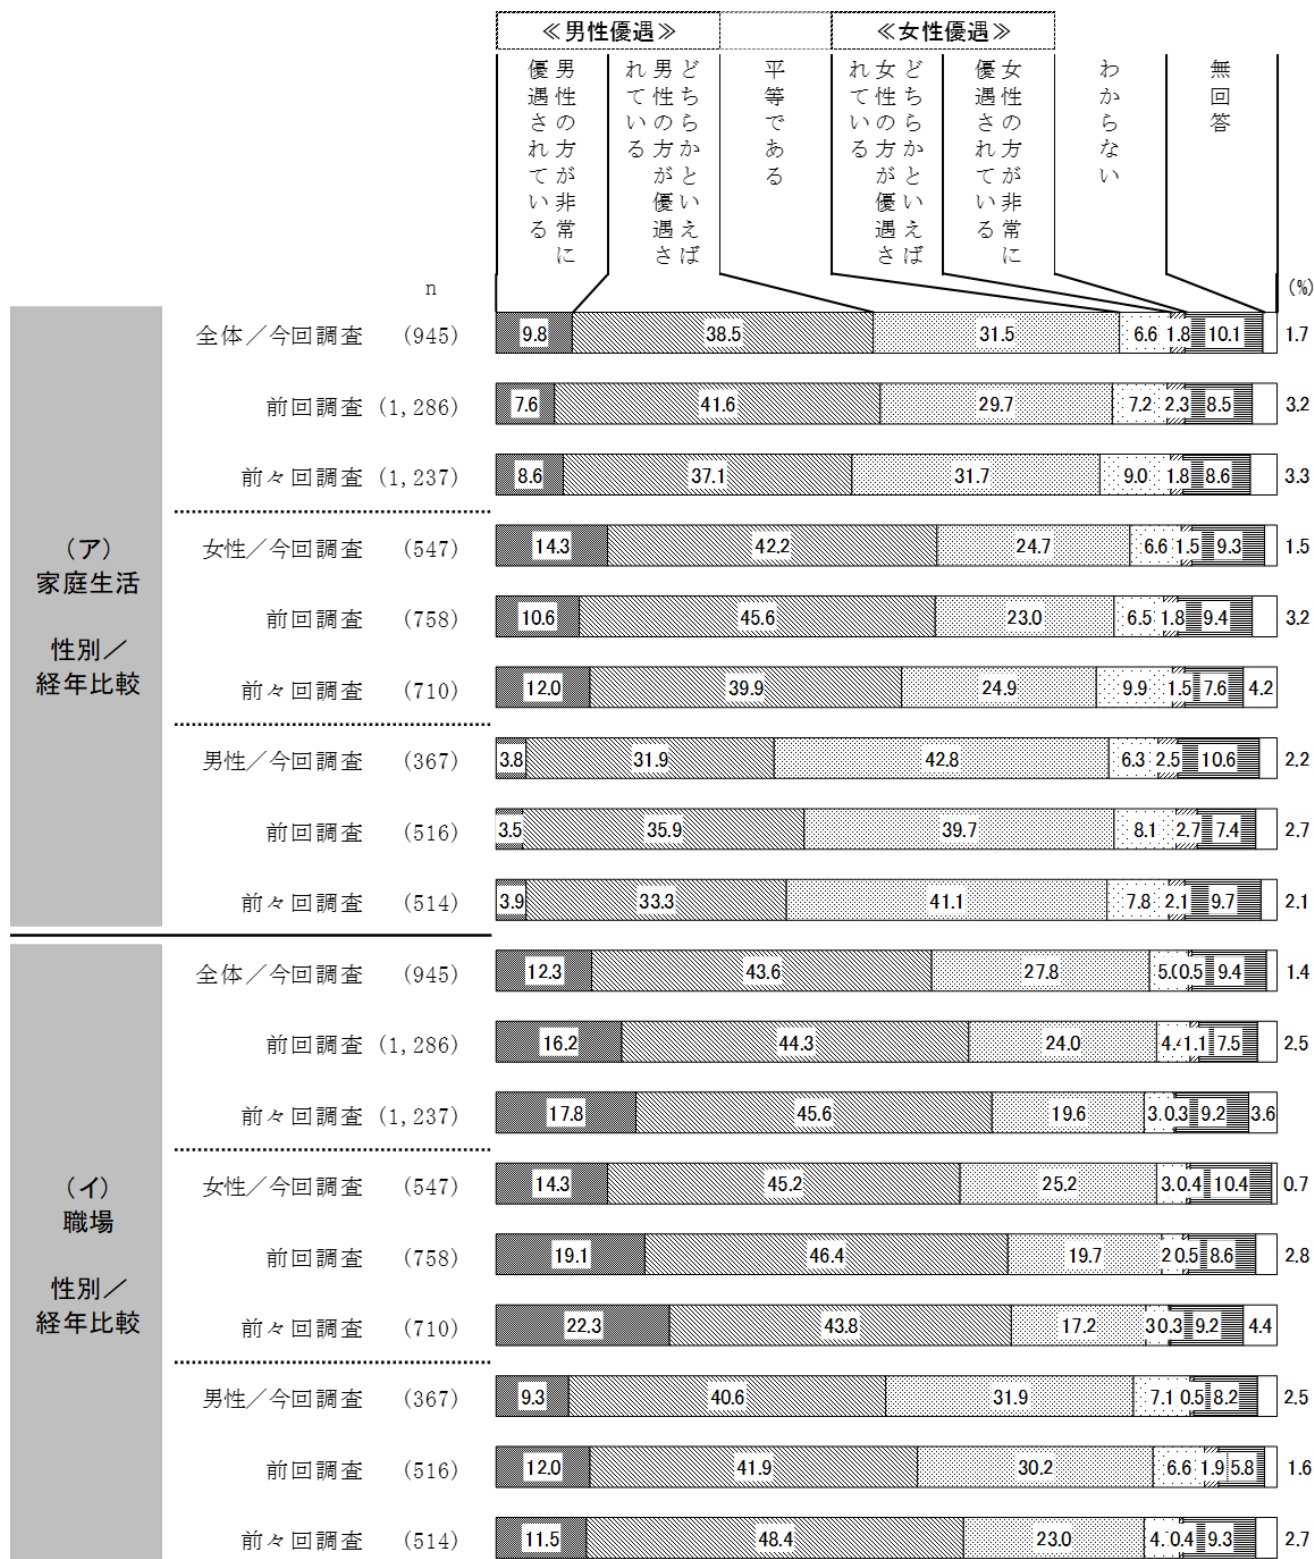 ≪男性優遇≫ ≪女性優遇≫
男性の方が非常に
優遇されている
どちらかといえば
男性の方が優遇さ
れている
平等である
どちらかといえば
女性の方が優遇さ
れている
女性の方が非常に
優遇されている
わからない
無回答
n (%)
(ア)
家庭生活
性別／
経年比較
全体／今回調査 (945) 9.8 38.5 31.5 6.6 1.8 10.1 1.7
前回調査 (1,286) 7.6 41.6 29.7 7.2 2.3 8.5 3.2
前々回調査 (1,237) 8.6 37.1 31.7 9.0 1.8 8.6 3.3
女性／今回調査 (547) 14.3 42.2 24.7 6.6 1.5 9.3 1.5
前回調査 (758) 10.6 45.6 23.0 6.5 1.8 9.4 3.2
前々回調査 (710) 12.0 39.9 24.9 9.9 1.5 7.6 4.2
男性／今回調査 (367) 3.8 31.9 42.8 6.3 2.5 10.6 2.2
前回調査 (516) 3.5 35.9 39.7 8.1 2.7 7.4 2.7
前々回調査 (514) 3.9 33.3 41.1 7.8 2.1 9.7 2.1
(イ)
職場
性別／
経年比較
全体／今回調査 (945) 12.3 43.6 27.8 5.0 0.5 9.4 1.4
前回調査 (1,286) 16.2 44.3 24.0 4.4 1.1 7.5 2.5
前々回調査 (1,237) 17.8 45.6 19.6 3. 0.3 9.2 3.6
女性／今回調査 (547) 14.3 45.2 25.2 3. 0.4 10.4 0.7
前回調査 (758) 19.1 46.4 19.7 2 0.5 8.6 2.8
前々回調査 (710) 22.3 43.8 17.2 3 0.3 9.2 4.4
男性／今回調査 (367) 9.3 40.6 31.9 7.1 0.5 8.2 2.5
前回調査 (516) 12.0 41.9 30.2 6.6 1.9 5.8 1.6
前々回調査 (514) 11.5 48.4 23.0 4. 0.4 9.3 2.7